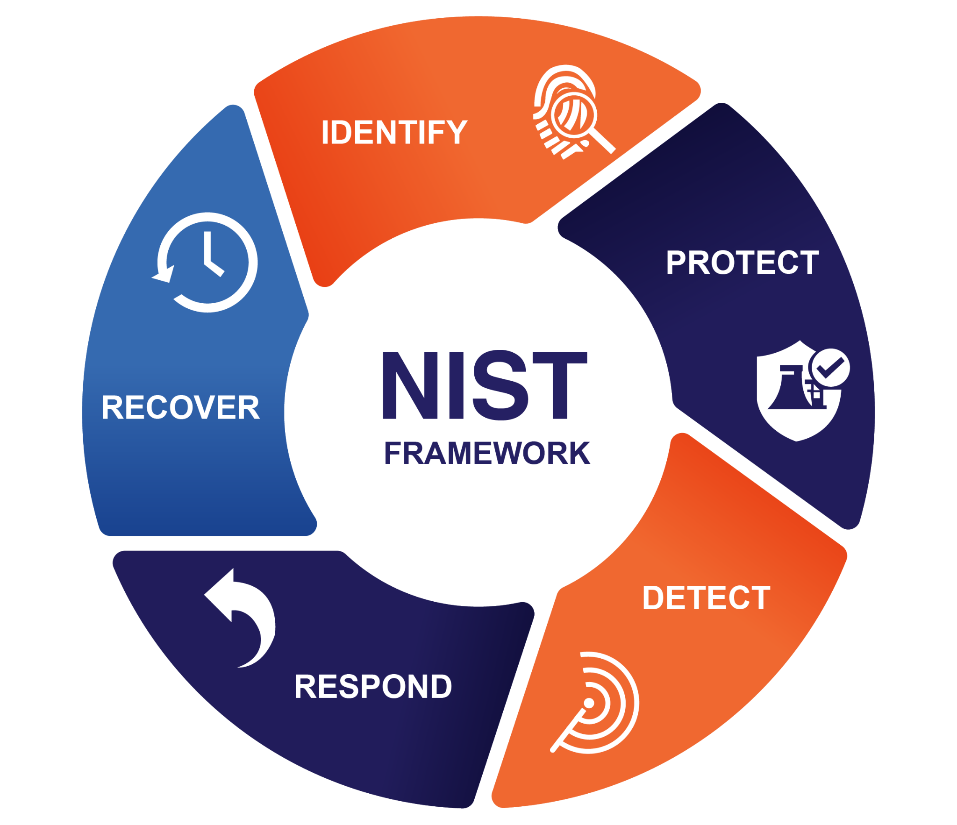 IDENTIFY
PROTECT
DETECT
RESPOND
RECOVER
NIST
FRAMEWORK